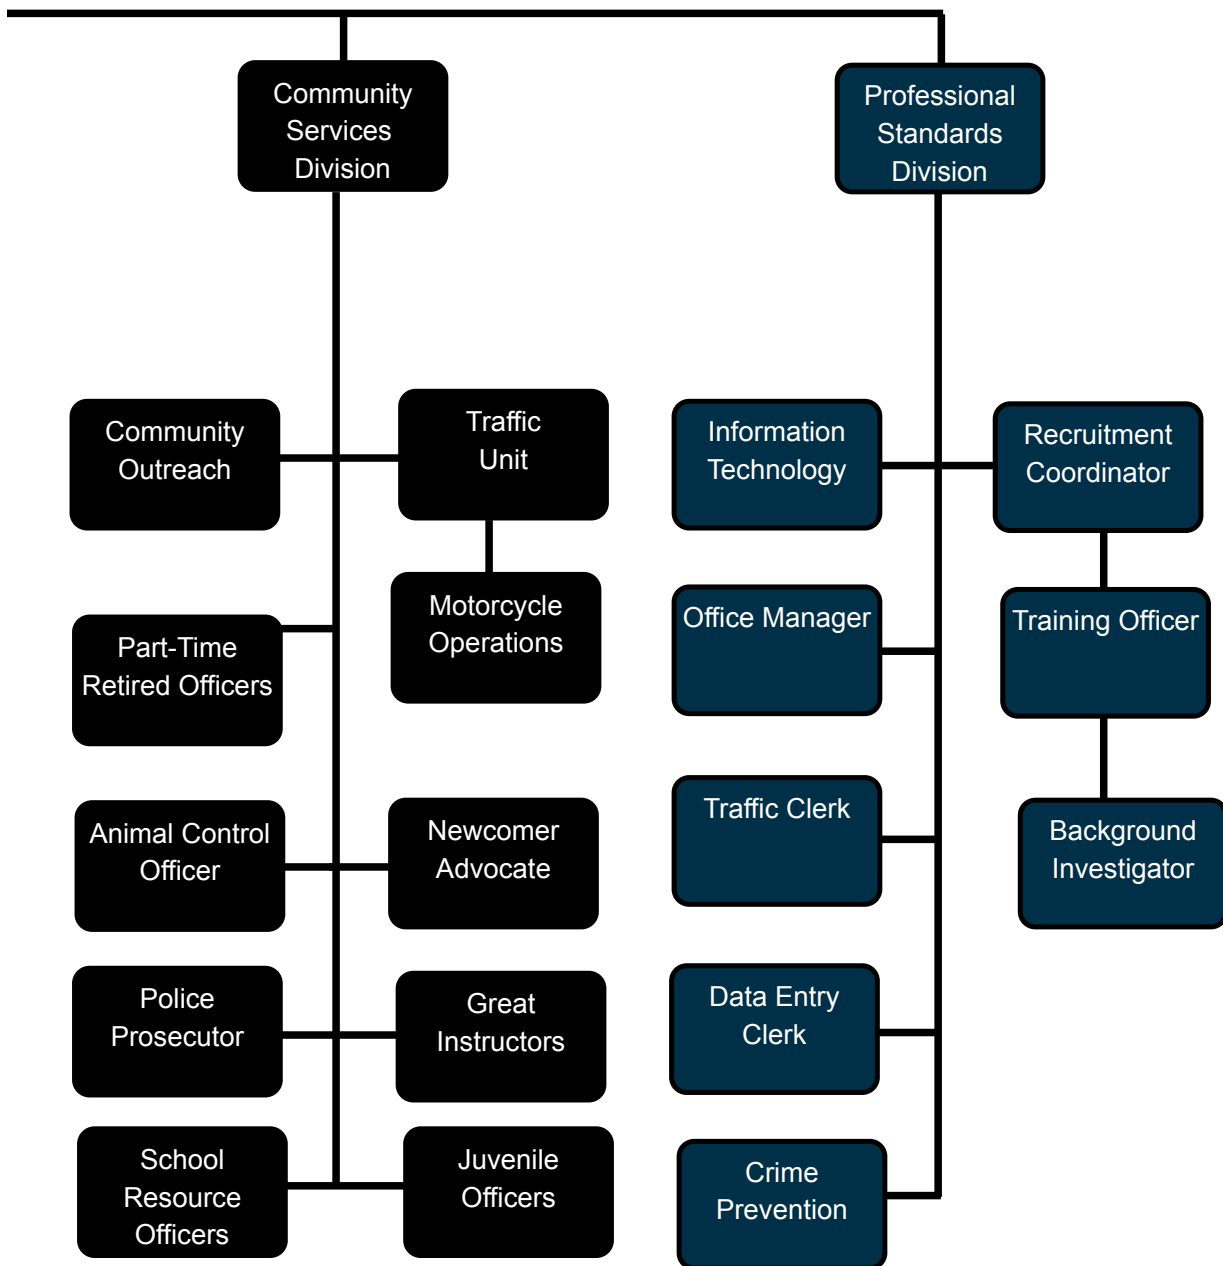 Community
Services
Division
Professional
Standards
Division
Community
Outreach
Traffic
Unit
Information
Technology
Recruitment
Coordinator
Part-Time
Retired Officers
Motorcycle
Operations
Office Manager
Training Officer
Animal Control
Officer
Newcomer
Advocate
Traffic Clerk
Background
Investigator
Police
Prosecutor
Great
Instructors
Data Entry
Clerk
School
Resource
Officers
Juvenile
Officers
Crime
Prevention